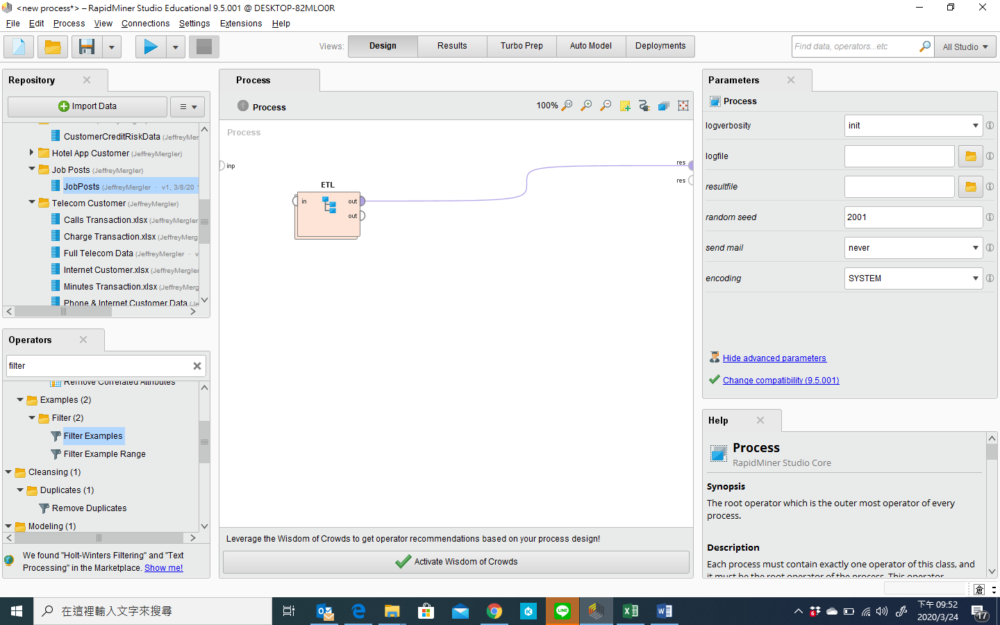 <new process*> – RapidMiner Studio Educational 9.5.001 @ DESKTOP-82MLO0R
File Edit Process View Connections Settings Extensions Help
Views: Design Results Turbo Prep Auto Model Deployments
Find data, operators...etc All Studio
Repository
Import Data
CustomerCreditRiskData (JeffreyMer
Hotel App Customer (JeffreyMergler)
Job Posts (JeffreyMergler)
JobPosts (JeffreyMergler - v1, 3/8/20
Telecom Customer (JeffreyMergler)
Calls Transaction.xlsx (JeffreyMergler
Charge Transaction.xlsx (JeffreyMerg
Full Telecom Data (JeffreyMergler - v
Internet Customer.xlsx (JeffreyMergler
Minutes Transaction.xlsx (JeffreyMerg
Phone & Internet Customer Data (Je
Operators
filter
Remove Correlated Attributes
Examples (2)
Filter (2)
Filter Examples
Filter Example Range
Cleansing (1)
Duplicates (1)
Remove Duplicates
Modeling (1)
We found "Holt-Winters Filtering" and "Text
Processing" in the Marketplace. Show me!
Process
Process 100%
Process
inp
res
res
ETL
in out
out
Leverage the Wisdom of Crowds to get operator recommendations based on your process design!
Activate Wisdom of Crowds
Parameters
Process
logverbosity init
logfile
resultfile
random seed 2001
send mail never
encoding SYSTEM
Hide advanced parameters
Change compatibility (9.5.001)
Help
Process
RapidMiner Studio Core
Synopsis
The root operator which is the outer most operator of every
process.
Description
Each process must contain exactly one operator of this class, and
it must be the root operator of the process. This operator
倉
在這裡輸入文字來搜尋
LINE
下午 09:52
2020/3/24
6
17